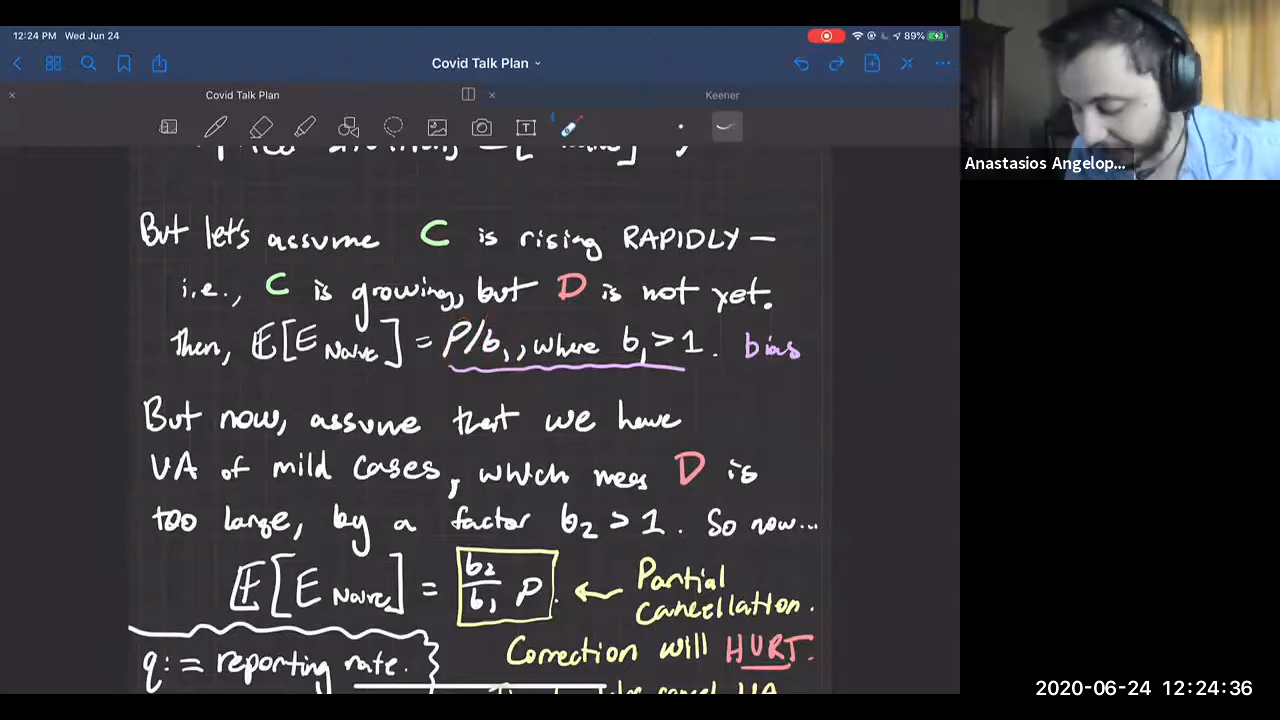 12:24 PM Wed Jun 24
89%
Covid Talk Plan
Covid Talk Plan
Keener
But let's assume C is rising RAPIDLY —
i.e., C is growing, but D is not yet.
Then, E[E Naive] = P/b₁, where b₁ > 1. bias
But now, assume that we have
UA of mild cases, which means D is
too large, by a factor b₂ > 1. So now...
E[E Naive] = b₂/b₁ P ← Partial
cancellation.
Correction will HURT.
q := reporting rate.
Anastasios Angelop...
2020-06-24 12:24:36